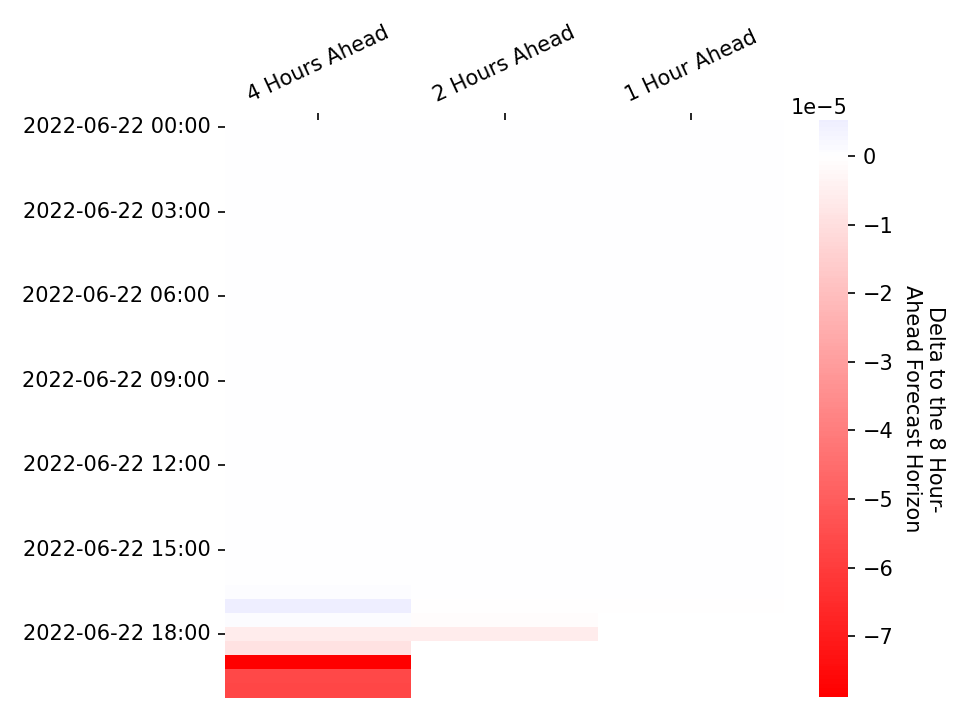 4 Hours Ahead
2 Hours Ahead
1 Hour Ahead
1e−5
2022-06-22 00:00
2022-06-22 03:00
2022-06-22 06:00
2022-06-22 09:00
2022-06-22 12:00
2022-06-22 15:00
2022-06-22 18:00
0
−1
−2
−3
−4
−5
−6
−7
Delta to the 8 Hour-
Ahead Forecast Horizon